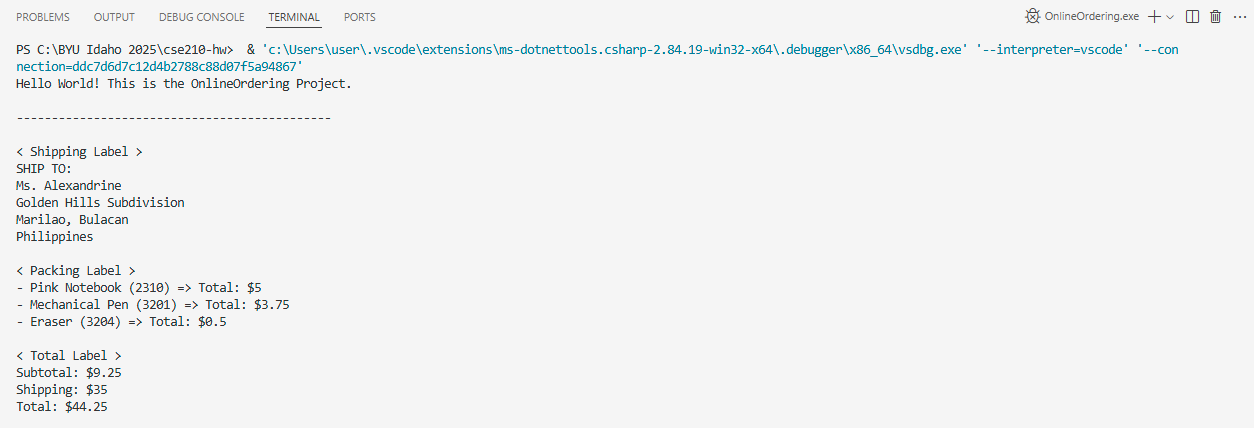 PROBLEMS OUTPUT DEBUG CONSOLE TERMINAL PORTS OnlineOrdering.exe
PS C:\BYU Idaho 2025\cse210-hw>  & 'c:\Users\user\.vscode\extensions\ms-dotnettools.csharp-2.84.19-win32-x64\.debugger\x86_64\vsdbg.exe' '--interpreter=vscode' '--con
nection=ddc7d6d7c12d4b2788c88d07f5a94867'
Hello World! This is the OnlineOrdering Project.
---------------------------------------------
< Shipping Label >
SHIP TO:
Ms. Alexandrine
Golden Hills Subdivision
Marilao, Bulacan
Philippines
< Packing Label >
- Pink Notebook (2310) => Total: $5
- Mechanical Pen (3201) => Total: $3.75
- Eraser (3204) => Total: $0.5
< Total Label >
Subtotal: $9.25
Shipping: $35
Total: $44.25